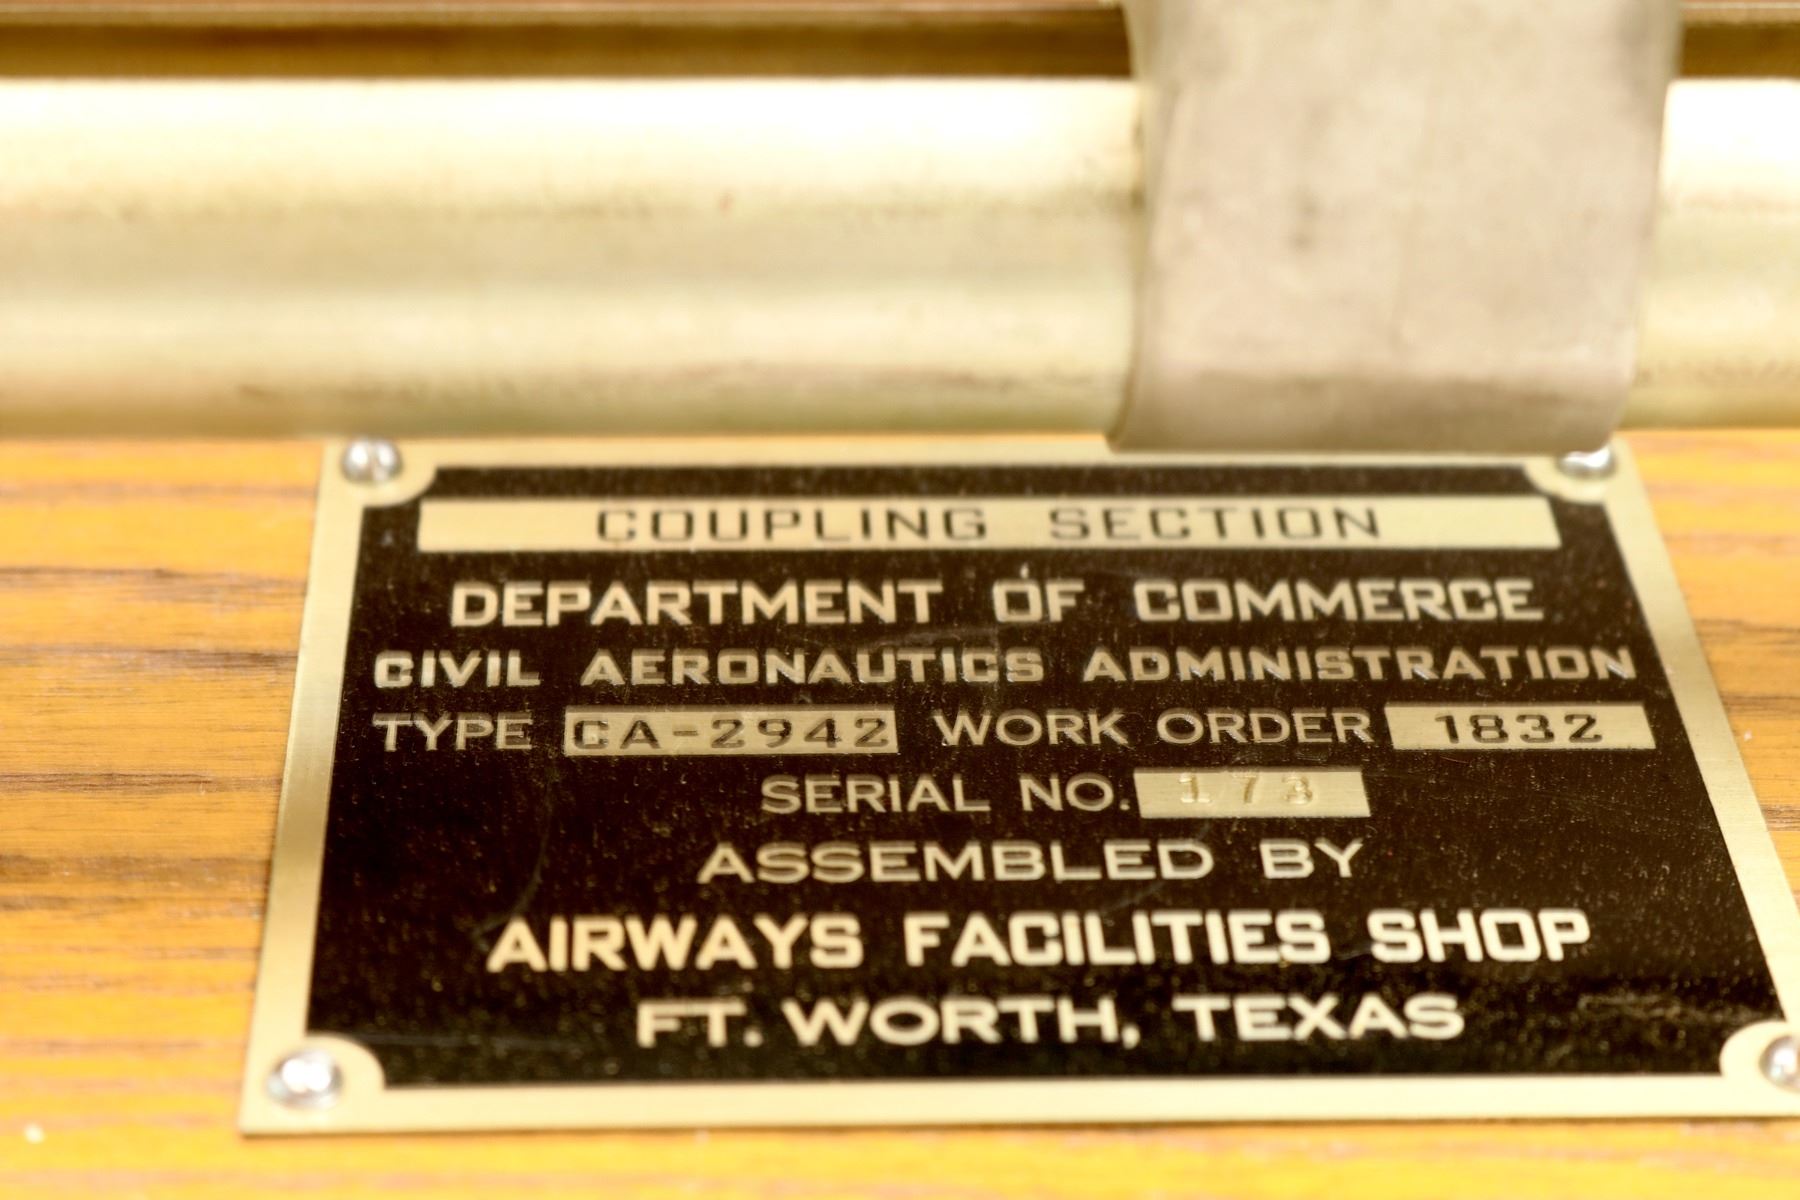 COUPLING SECTION
DEPARTMENT OF COMMERCE
CIVIL AERONAUTICS ADMINISTRATION
TYPE CA-2942 WORK ORDER 1832
SERIAL NO. 173
ASSEMBLED BY
AIRWAYS FACILITIES SHOP
FT. WORTH, TEXAS